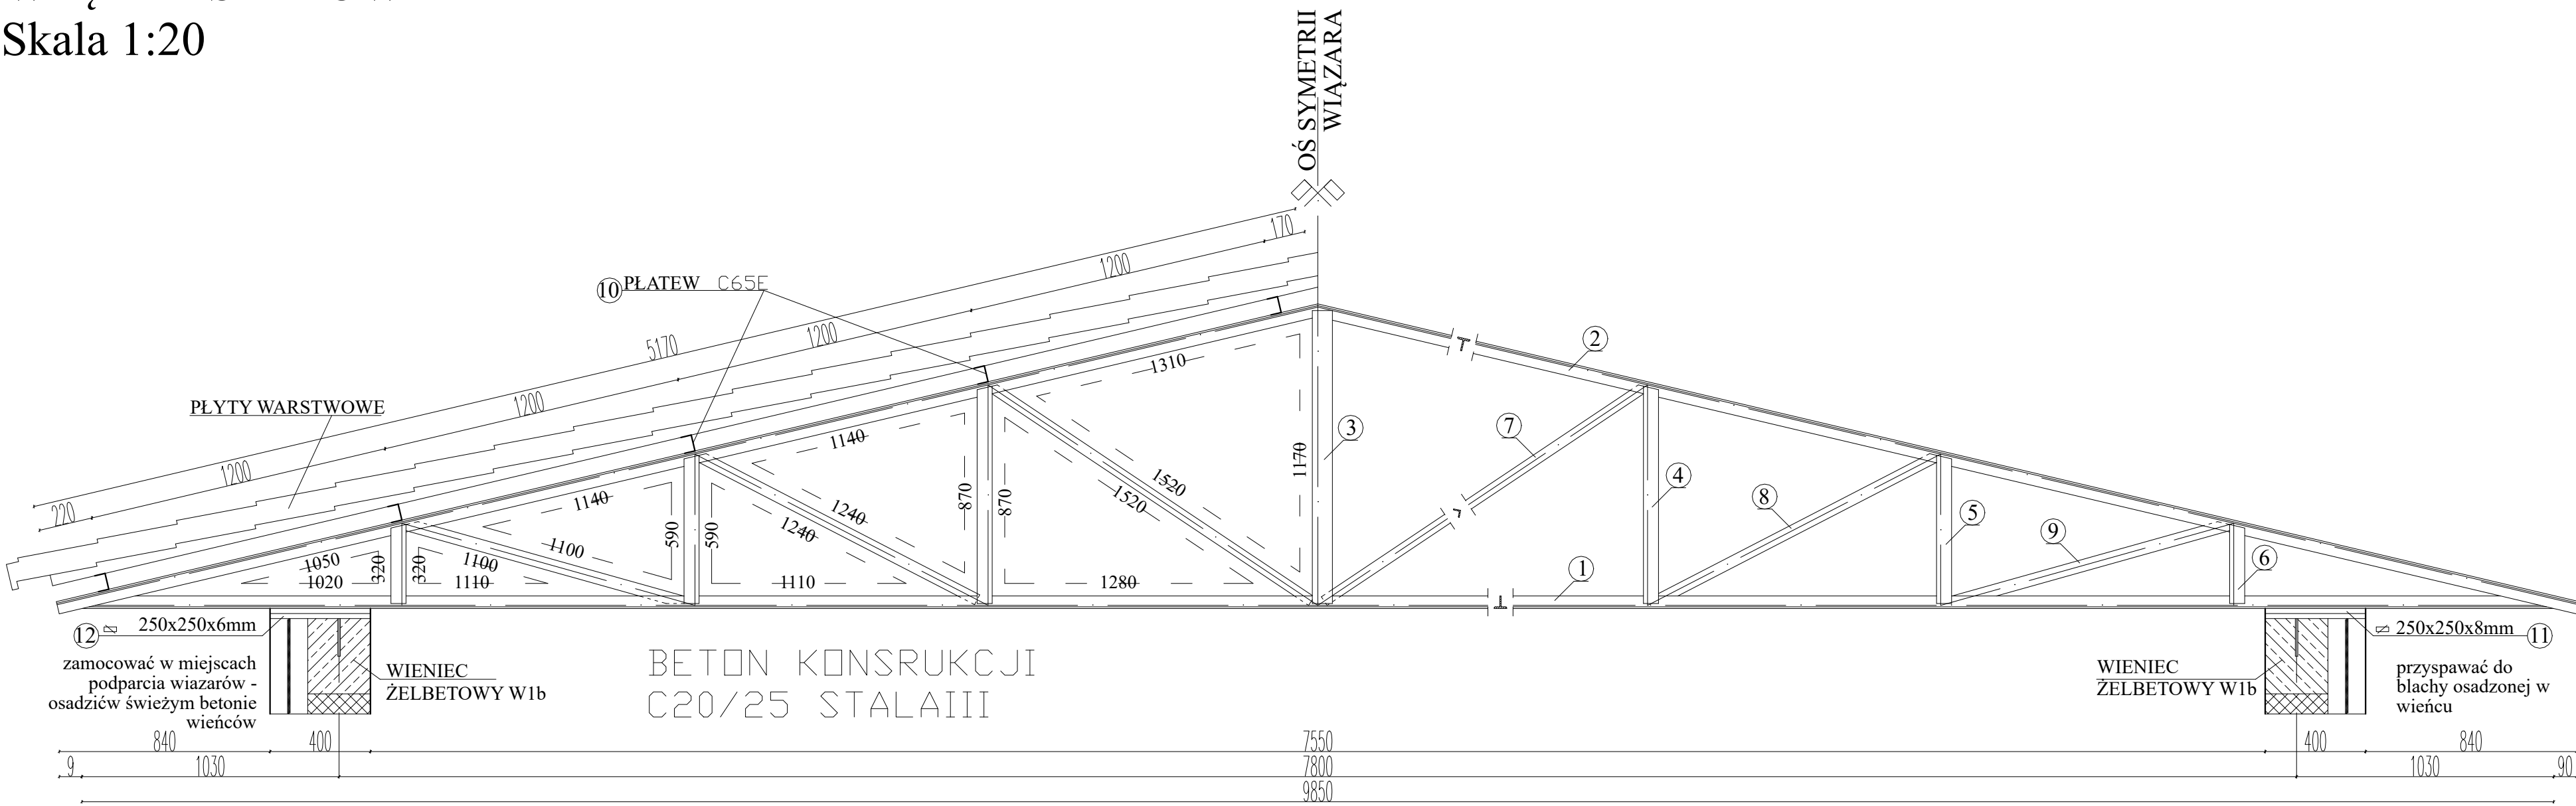 Skala 1:20
OŚ SYMETRII
WIĄZARA
170
1200
10 PŁATEW C65E
1200
5170
1200
PŁYTY WARSTWOWE
1200
220
1310
2
1140
7
3
1170
1520
1520
4
1140
1240
1240
870
870
8
590
590
1100
5
9
1050
1020
320
320
1100
1110
1110
1280
1
6
12
250x250x6mm
250x250x8mm
11
zamocować w miejscach
podparcia wiazarów -
osadzićw świeżym betonie
wieńców
WIENIEC
ŻELBETOWY W1b
BETON KONSRUKCJI
C20/25 STALAIII
WIENIEC
ŻELBETOWY W1b
przyspawać do
blachy osadzonej w
wieńcu
840 400 7550 400 840
9 1030 7800 1030 90
9850